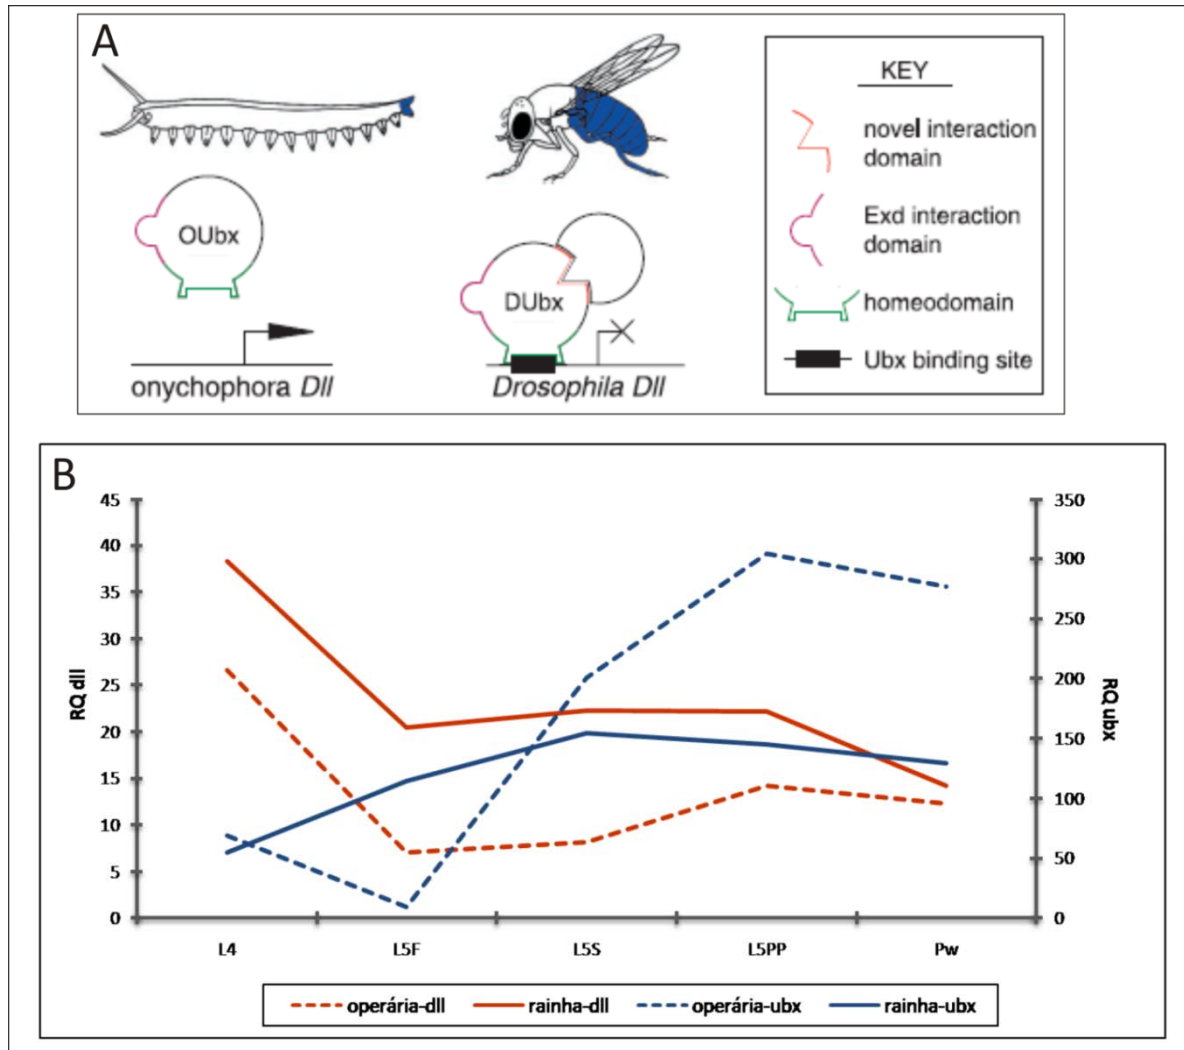 A
KEY
novel interaction
domain
Exd interaction
domain
homeodomain
Ubx binding site
OUbx
DUbx
onychophora Dll
Drosophila Dll
B
45
40
35
30
25
20
15
10
5
0
RQ dll
350
300
250
200
150
100
50
0
RQ ubx
L4 L5F L5S L5PP Pw
operária-dll rainha-dll operária-ubx rainha-ubx